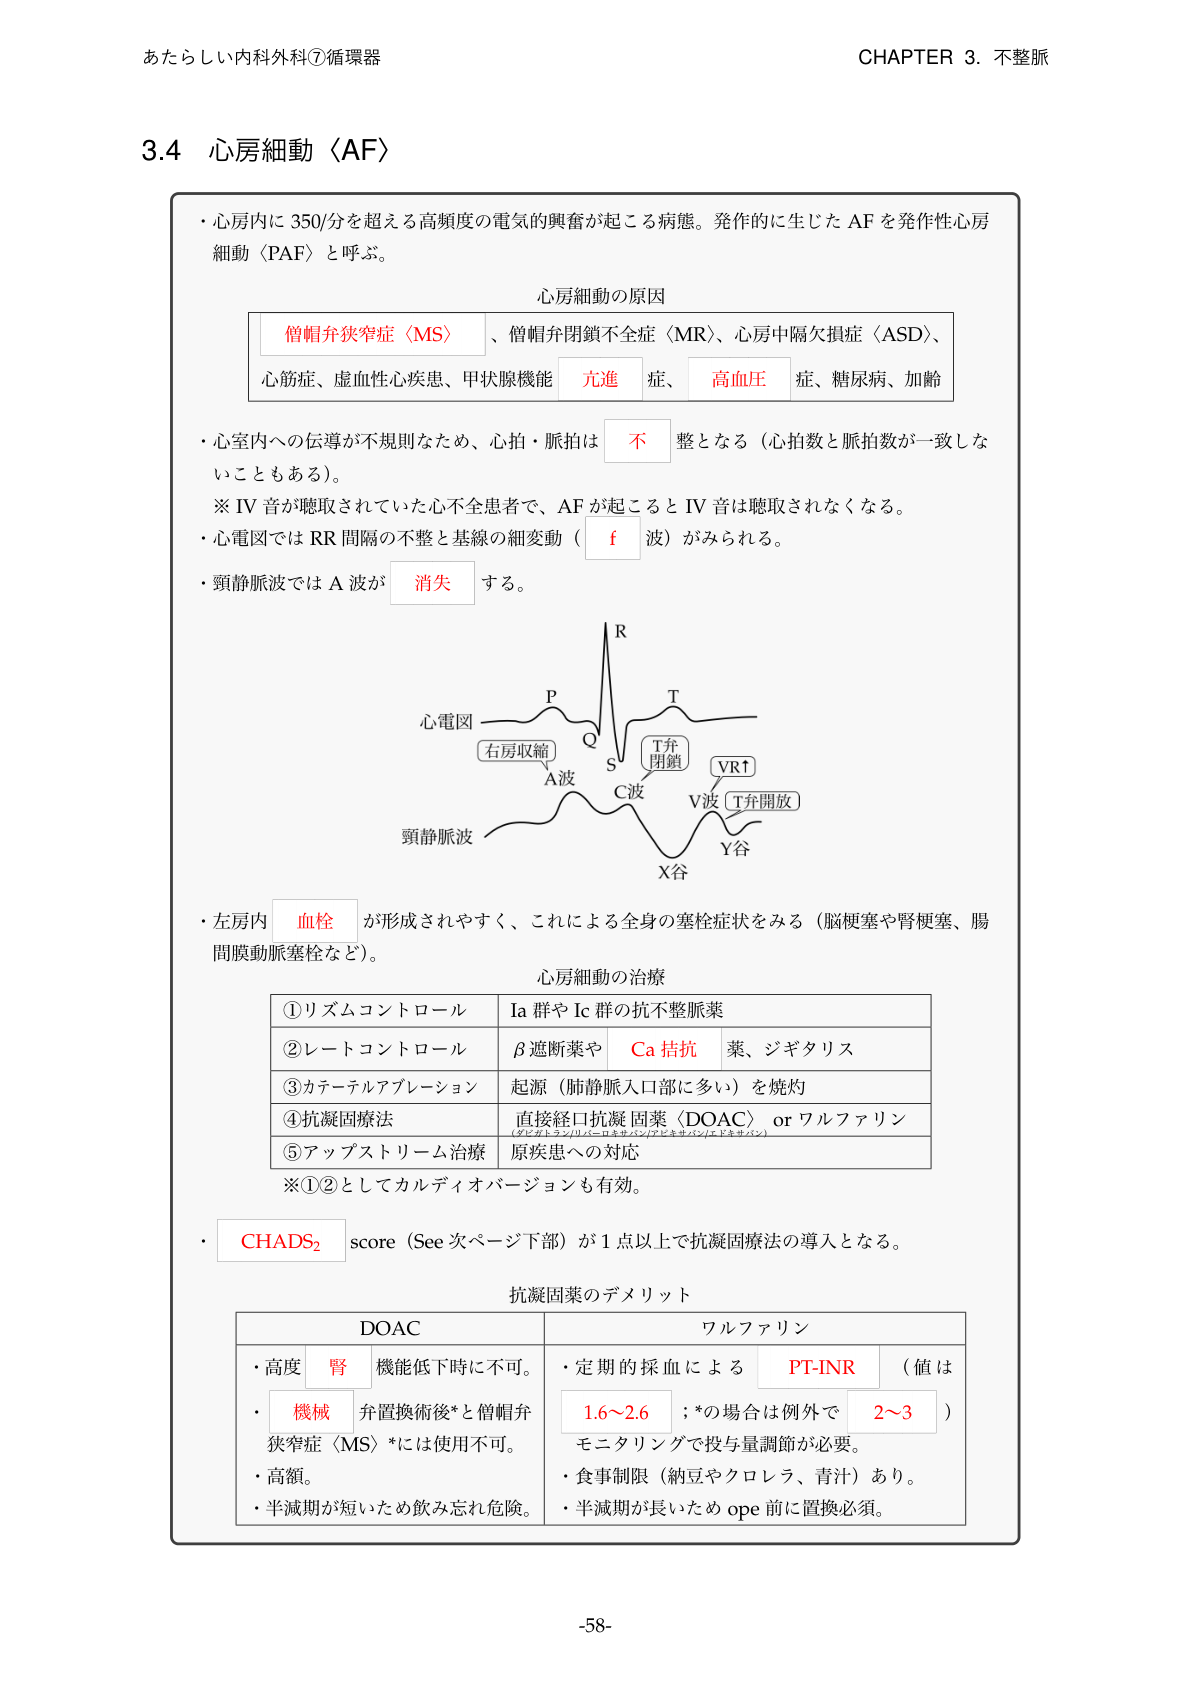 あたらしい内科外科⑦循環器
CHAPTER 3. 不整脈
3.4 心房細動〈AF〉
・心房内に 350/分を超える高頻度の電気的興奮が起こる病態。発作的に生じた AF を発作性心房
細動〈PAF〉と呼ぶ。
心房細動の原因
僧帽弁狭窄症〈MS〉、僧帽弁閉鎖不全症〈MR〉、心房中隔欠損症〈ASD〉、
心筋症、虚血性心疾患、甲状腺機能 亢進 症、 高血圧 症、糖尿病、加齢
・心室内への伝導が不規則なため、心拍・脈拍は 不 整となる（心拍数と脈拍数が一致しな
いこともある）。
※ IV 音が聴取されていた心不全患者で、AF が起こると IV 音は聴取されなくなる。
・心電図では RR 間隔の不整と基線の細変動（ f 波）がみられる。
・頸静脈波では A 波が 消失 する。
R
P
T
心電図
Q
S
右房収縮
T弁
閉鎖
VR↑
A波
C波
V波
T弁開放
頸静脈波
Y谷
X谷
・左房内 血栓 が形成されやすく、これによる全身の塞栓症状をみる（脳梗塞や腎梗塞、腸
間膜動脈塞栓など）。
心房細動の治療
①リズムコントロール Ia 群や Ic 群の抗不整脈薬
②レートコントロール β 遮断薬や Ca 拮抗 薬、ジギタリス
③カテーテルアブレーション 起源（肺静脈入口部に多い）を焼灼
④抗凝固療法 直接経口抗凝固薬〈DOAC〉 or ワルファリン
（ダビガトラン/リバーロキサバン/アピキサバン/エドキサバン）
⑤アップストリーム治療 原疾患への対応
※①②としてカルディオバージョンも有効。
・ CHADS₂ score（See 次ページ下部）が 1 点以上で抗凝固療法の導入となる。
抗凝固薬のデメリット
DOAC
ワルファリン
・高度 腎 機能低下時に不可。
・ 機械 弁置換術後*と僧帽弁
狭窄症〈MS〉*には使用不可。
・高額。
・半減期が短いため飲み忘れ危険。
・定期的採血による PT-INR （値は
1.6〜2.6 ；*の場合は例外で 2〜3 ）
モニタリングで投与量調節が必要。
・食事制限（納豆やクロレラ、青汁）あり。
・半減期が長いため ope 前に置換必須。
-58-